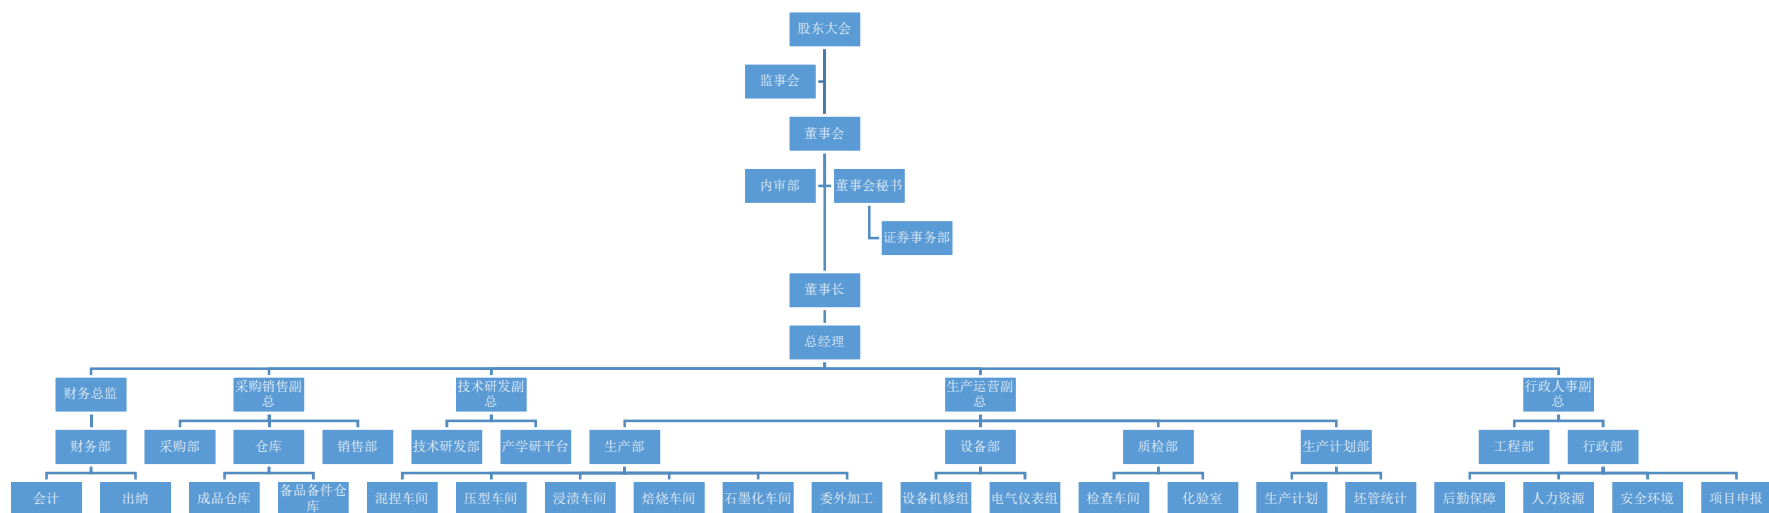 股东大会
监事会
董事会
内审部
董事会秘书
证券事务部
董事长
总经理
财务总监
采购销售副
总
技术研发副
总
生产运营副
总
行政人事副
总
财务部
采购部
仓库
销售部
技术研发部
产学研平台
生产部
设备部
质检部
生产计划部
工程部
行政部
会计
出纳
成品仓库
备品备件仓
库
混捏车间
压型车间
浸渍车间
焙烧车间
石墨化车间
委外加工
设备机修组
电气仪表组
检查车间
化验室
生产计划
坯管统计
后勤保障
人力资源
安全环境
项目申报